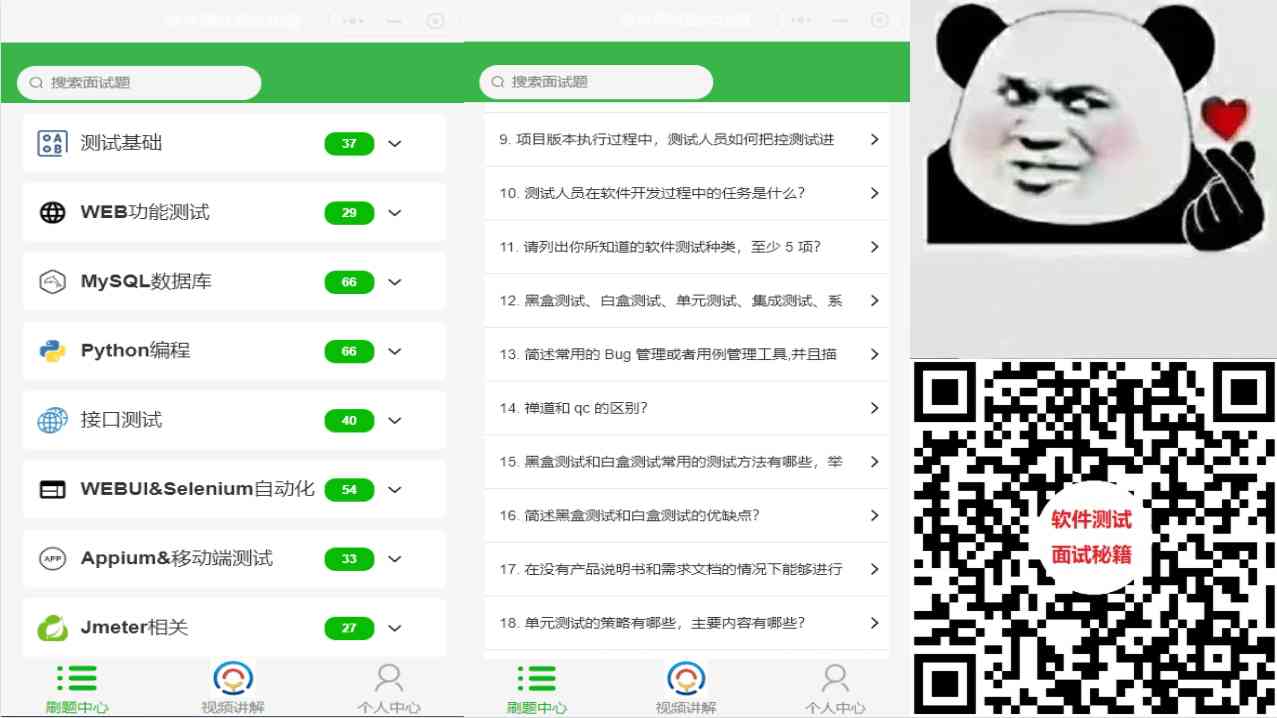 搜索面试题
测试基础 37
WEB功能测试 29
MySQL数据库 66
Python编程 66
接口测试 40
WEBUI&Selenium自动化 54
APP
Appium&移动端测试 33
Jmeter相关 27
刷题中心 视频讲解 个人中心
搜索面试题
9. 项目版本执行过程中，测试人员如何把控测试进
10. 测试人员在软件开发过程中的任务是什么？
11. 请列出你所知道的软件测试种类，至少 5 项？
12. 黑盒测试、白盒测试、单元测试、集成测试、系
13. 简述常用的 Bug 管理或者用例管理工具,并且描
14. 禅道和 qc 的区别？
15. 黑盒测试和白盒测试常用的测试方法有哪些，举
16. 简述黑盒测试和白盒测试的优缺点？
17. 在没有产品说明书和需求文档的情况下能够进行
18. 单元测试的策略有哪些，主要内容有哪些？
刷题中心 视频讲解 个人中心
软件测试
面试秘籍